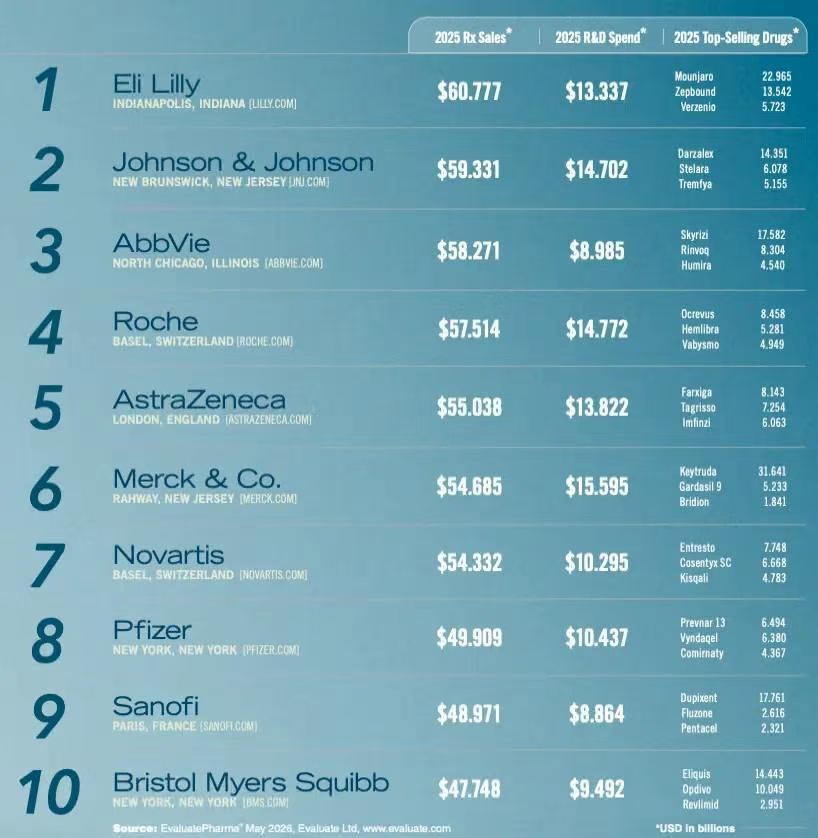 2025 Rx Sales* 2025 R&D Spend* 2025 Top-Selling Drugs*
1 Eli Lilly
INDIANAPOLIS, INDIANA [LILLY.COM]
$60.777 $13.337
Mounjaro 22.965
Zepbound 13.542
Verzenio 5.723
2 Johnson & Johnson
NEW BRUNSWICK, NEW JERSEY [JNJ.COM]
$59.331 $14.702
Darzalex 14.351
Stelara 6.078
Tremfya 5.155
3 AbbVie
NORTH CHICAGO, ILLINOIS [ABBVIE.COM]
$58.271 $8.985
Skyrizi 17.582
Rinvoq 8.304
Humira 4.540
4 Roche
BASEL, SWITZERLAND [ROCHE.COM]
$57.514 $14.772
Ocrevus 8.458
Hemlibra 5.281
Vabysmo 4.949
5 AstraZeneca
LONDON, ENGLAND [ASTRAZENECA.COM]
$55.038 $13.822
Farxiga 8.143
Tagrisso 7.254
Imfinzi 6.063
6 Merck & Co.
RAHWAY, NEW JERSEY [MERCK.COM]
$54.685 $15.595
Keytruda 31.641
Gardasil 9 5.233
Bridion 1.841
7 Novartis
BASEL, SWITZERLAND [NOVARTIS.COM]
$54.332 $10.295
Entresto 7.748
Cosentyx SC 6.668
Kisqali 4.783
8 Pfizer
NEW YORK, NEW YORK [PFIZER.COM]
$49.909 $10.437
Prevnar 13 6.494
Vyndaqel 6.380
Comirnaty 4.367
9 Sanofi
PARIS, FRANCE [SANOFI.COM]
$48.971 $8.864
Dupixent 17.761
Fluzone 2.616
Pentacel 2.321
10 Bristol Myers Squibb
NEW YORK, NEW YORK [BMS.COM]
$47.748 $9.492
Eliquis 14.443
Opdivo 10.049
Revlimid 2.951
Source: EvaluatePharma® May 2026, Evaluate Ltd, www.evaluate.com *USD in billions